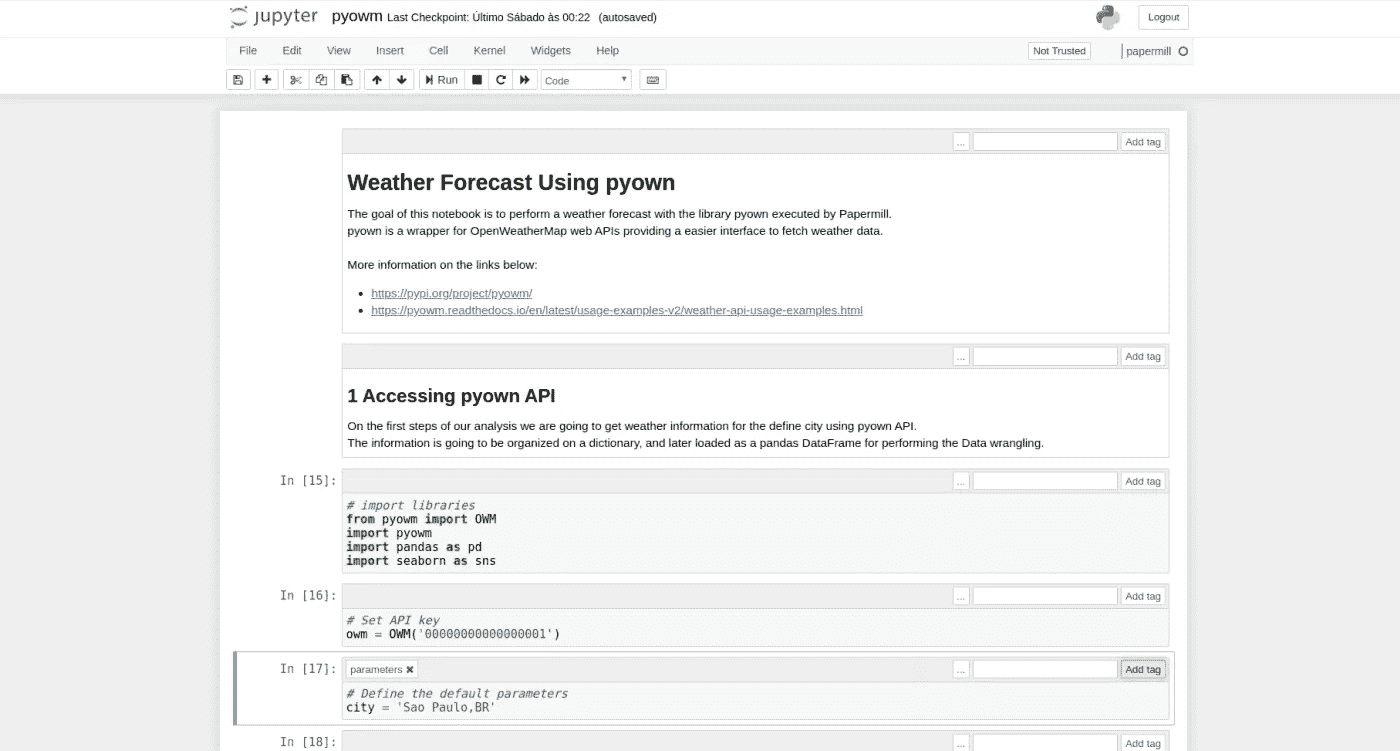 jupyter pyowm Last Checkpoint: Último Sábado às 00:22 (autosaved) Logout
File Edit View Insert Cell Kernel Widgets Help Not Trusted papermill
Run Code
... Add tag
Weather Forecast Using pyown
The goal of this notebook is to perform a weather forecast with the library pyown executed by Papermill.
pyown is a wrapper for OpenWeatherMap web APIs providing a easier interface to fetch weather data.
More information on the links below:
https://pypi.org/project/pyowm/
https://pyowm.readthedocs.io/en/latest/usage-examples-v2/weather-api-usage-examples.html
... Add tag
1 Accessing pyown API
On the first steps of our analysis we are going to get weather information for the define city using pyown API.
The information is going to be organized on a dictionary, and later loaded as a pandas DataFrame for performing the Data wrangling.
In [15]: ... Add tag
# import libraries
from pyowm import OWM
import pyowm
import pandas as pd
import seaborn as sns
In [16]: ... Add tag
# Set API key
owm = OWM('00000000000000001')
In [17]: parameters ✖ ... Add tag
# Define the default parameters
city = 'Sao Paulo,BR'
In [18]: ... Add tag